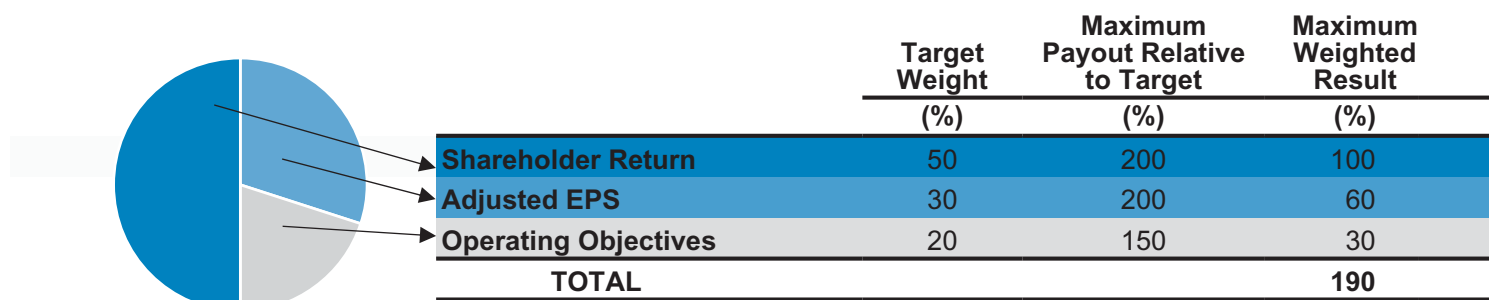 Target Weight
Maximum Payout Relative to Target
Maximum Weighted Result
(%) (%) (%)
Shareholder Return 50 200 100
Adjusted EPS 30 200 60
Operating Objectives 20 150 30
TOTAL 190